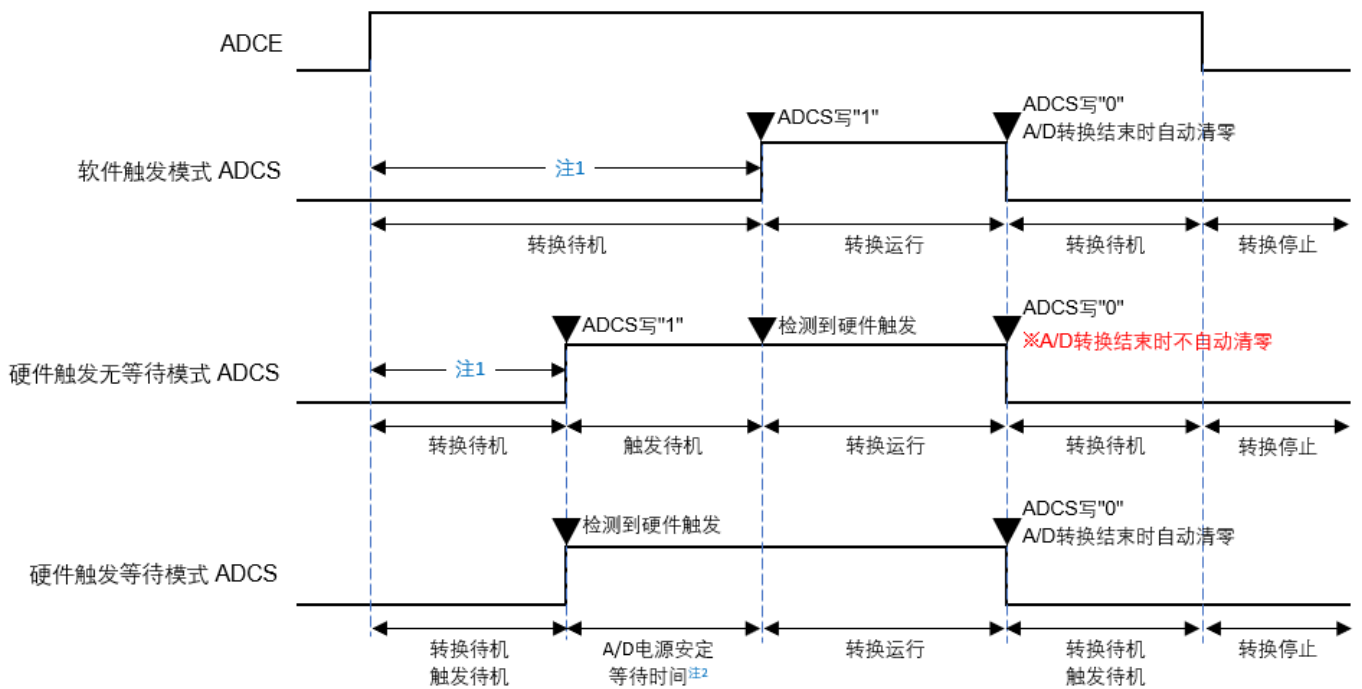 ADCE
ADCS写"1"
ADCS写"0"
A/D转换结束时自动清零
软件触发模式 ADCS
注1
转换待机
转换运行
转换待机
转换停止
ADCS写"1"
检测到硬件触发
ADCS写"0"
※A/D转换结束时不自动清零
硬件触发无等待模式 ADCS
注1
转换待机
触发待机
转换运行
转换待机
转换停止
检测到硬件触发
ADCS写"0"
A/D转换结束时自动清零
硬件触发等待模式 ADCS
转换待机
触发待机
A/D电源安定
等待时间注2
转换运行
转换待机
触发待机
转换停止